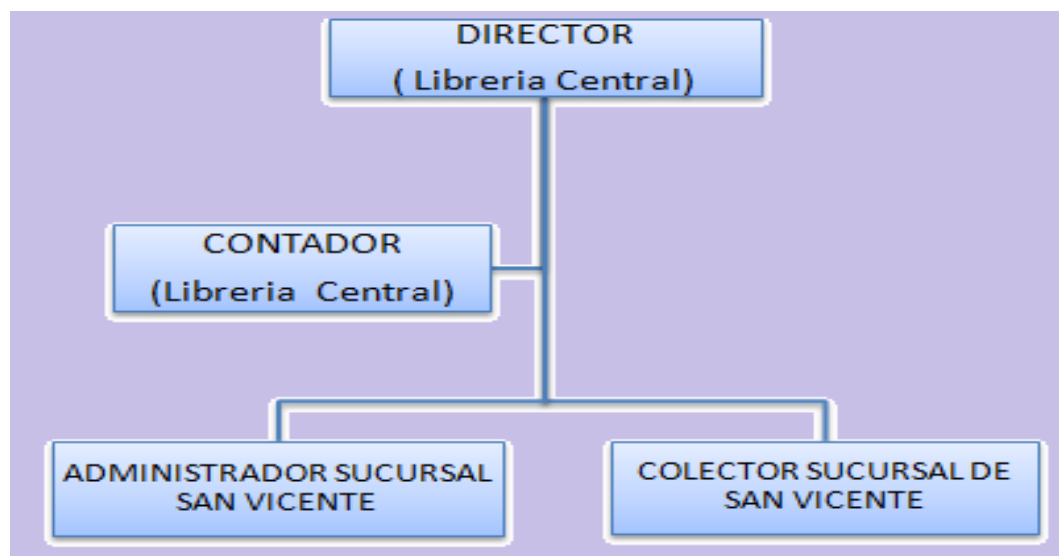 DIRECTOR
( Libreria Central)
CONTADOR
(Libreria Central)
ADMINISTRADOR SUCURSAL
SAN VICENTE
COLECTOR SUCURSAL DE
SAN VICENTE